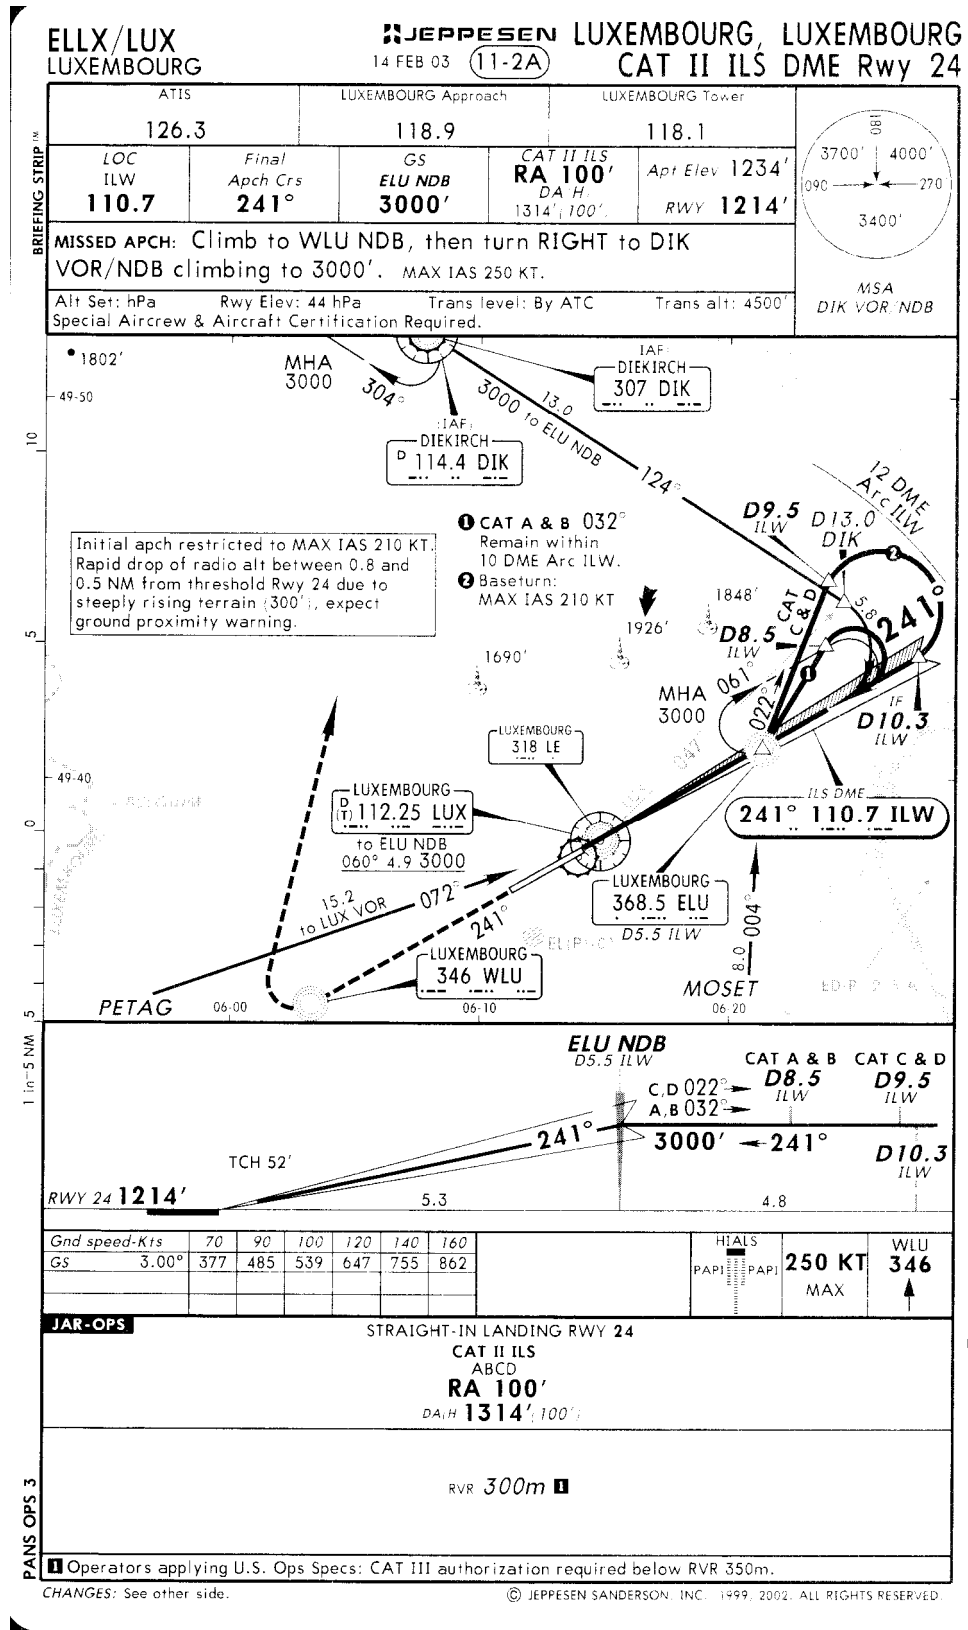 ELLX/LUX
LUXEMBOURG
JEPPESEN
14 FEB 03 11-2A
LUXEMBOURG, LUXEMBOURG
CAT II ILS DME Rwy 24
BRIEFING STRIP TM
ATIS
126.3
LUXEMBOURG Approach
118.9
LUXEMBOURG Tower
118.1
LOC
ILW
110.7
Final
Apch Crs
241°
GS
ELU NDB
3000'
CAT II ILS
RA 100'
DA(H)
1314' (100')
Apt Elev 1234'
RWY 1214'
MISSED APCH: Climb to WLU NDB, then turn RIGHT to DIK
VOR/NDB climbing to 3000'. MAX IAS 250 KT.
Alt Set: hPa Rwy Elev: 44 hPa Trans level: By ATC Trans alt: 4500'
Special Aircrew & Aircraft Certification Required.
180
3700' 4000'
090 270
3400'
MSA
DIK VOR/NDB
1802'
49-50
MHA
3000
304°
(IAF)
DIEKIRCH
307 DIK
(IAF)
DIEKIRCH
D 114.4 DIK
13.0
3000 to ELU NDB
124°
12 DME
Arc ILW
D9.5
ILW
D13.0
DIK
1 CAT A & B 032°
Remain within
10 DME Arc ILW.
2 Baseturn:
MAX IAS 210 KT
Initial apch restricted to MAX IAS 210 KT.
Rapid drop of radio alt between 0.8 and
0.5 NM from threshold Rwy 24 due to
steeply rising terrain (300'), expect
ground proximity warning.
10
5
0
5
2
CAT
C & D
5.8
241°
1848'
1926'
1690'
D8.5
ILW
1
MHA
3000
061°
022°
047°
IF
D10.3
ILW
LUXEMBOURG
318 LE
49-40
LUXEMBOURG
D (T) 112.25 LUX
to ELU NDB
060° 4.9 3000
ILS DME
241° 110.7 ILW
15.2
to LUX VOR
072°
241°
LUXEMBOURG
368.5 ELU
D5.5 ILW
LUXEMBOURG
346 WLU
8.0 004°
MOSET
PETAG
06-00 06-10 06-20
1 in=5 NM
ELU NDB
D5.5 ILW
CAT A & B
D8.5
ILW
CAT C & D
D9.5
ILW
C,D 022°
A,B 032°
241°
3000' 241°
D10.3
ILW
TCH 52'
RWY 24 1214'
5.3 4.8
Gnd speed-Kts 70 90 100 120 140 160
GS 3.00° 377 485 539 647 755 862
HIALS
PAPI PAPI
250 KT
MAX
WLU
346
JAR-OPS
STRAIGHT-IN LANDING RWY 24
CAT II ILS
ABCD
RA 100'
DA(H) 1314' (100')
RVR 300m 1
PANS OPS 3
1 Operators applying U.S. Ops Specs: CAT III authorization required below RVR 350m.
CHANGES: See other side.
© JEPPESEN SANDERSON, INC. 1999, 2002. ALL RIGHTS RESERVED.